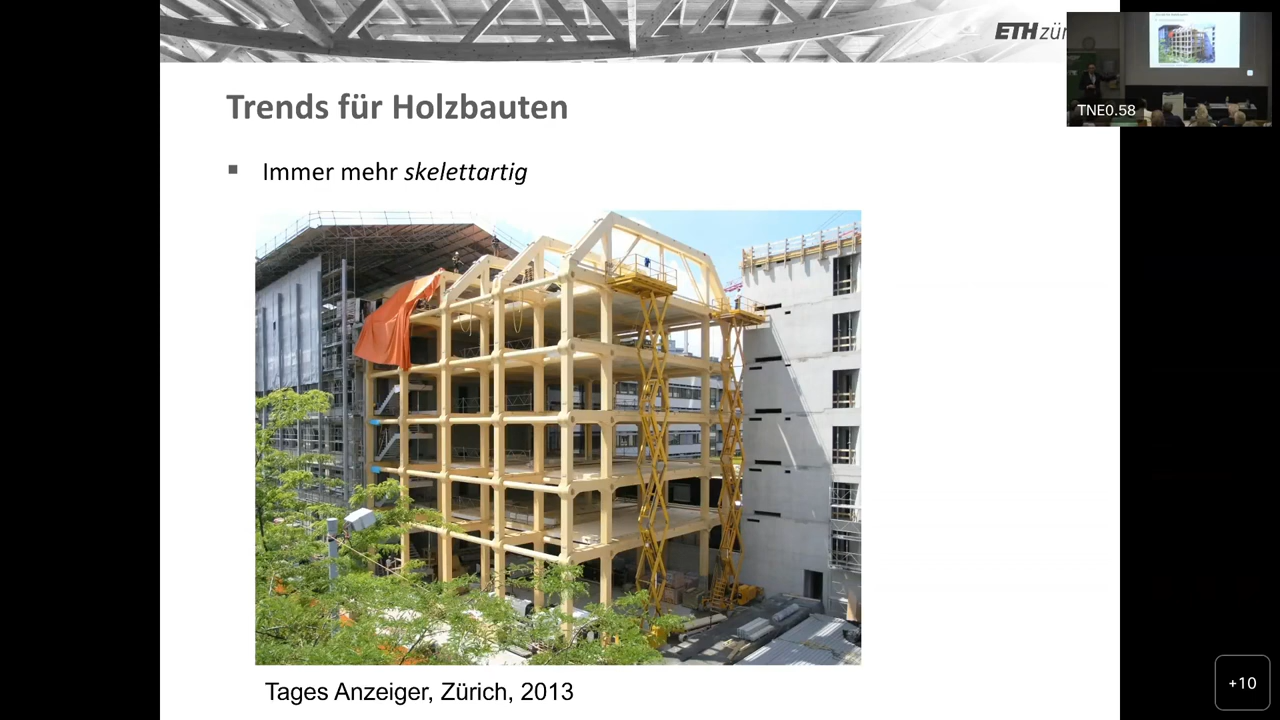 ETH zür
Trends für Holzbauten
Immer mehr skelettartig
Tages Anzeiger, Zürich, 2013
TNE0.58
+10